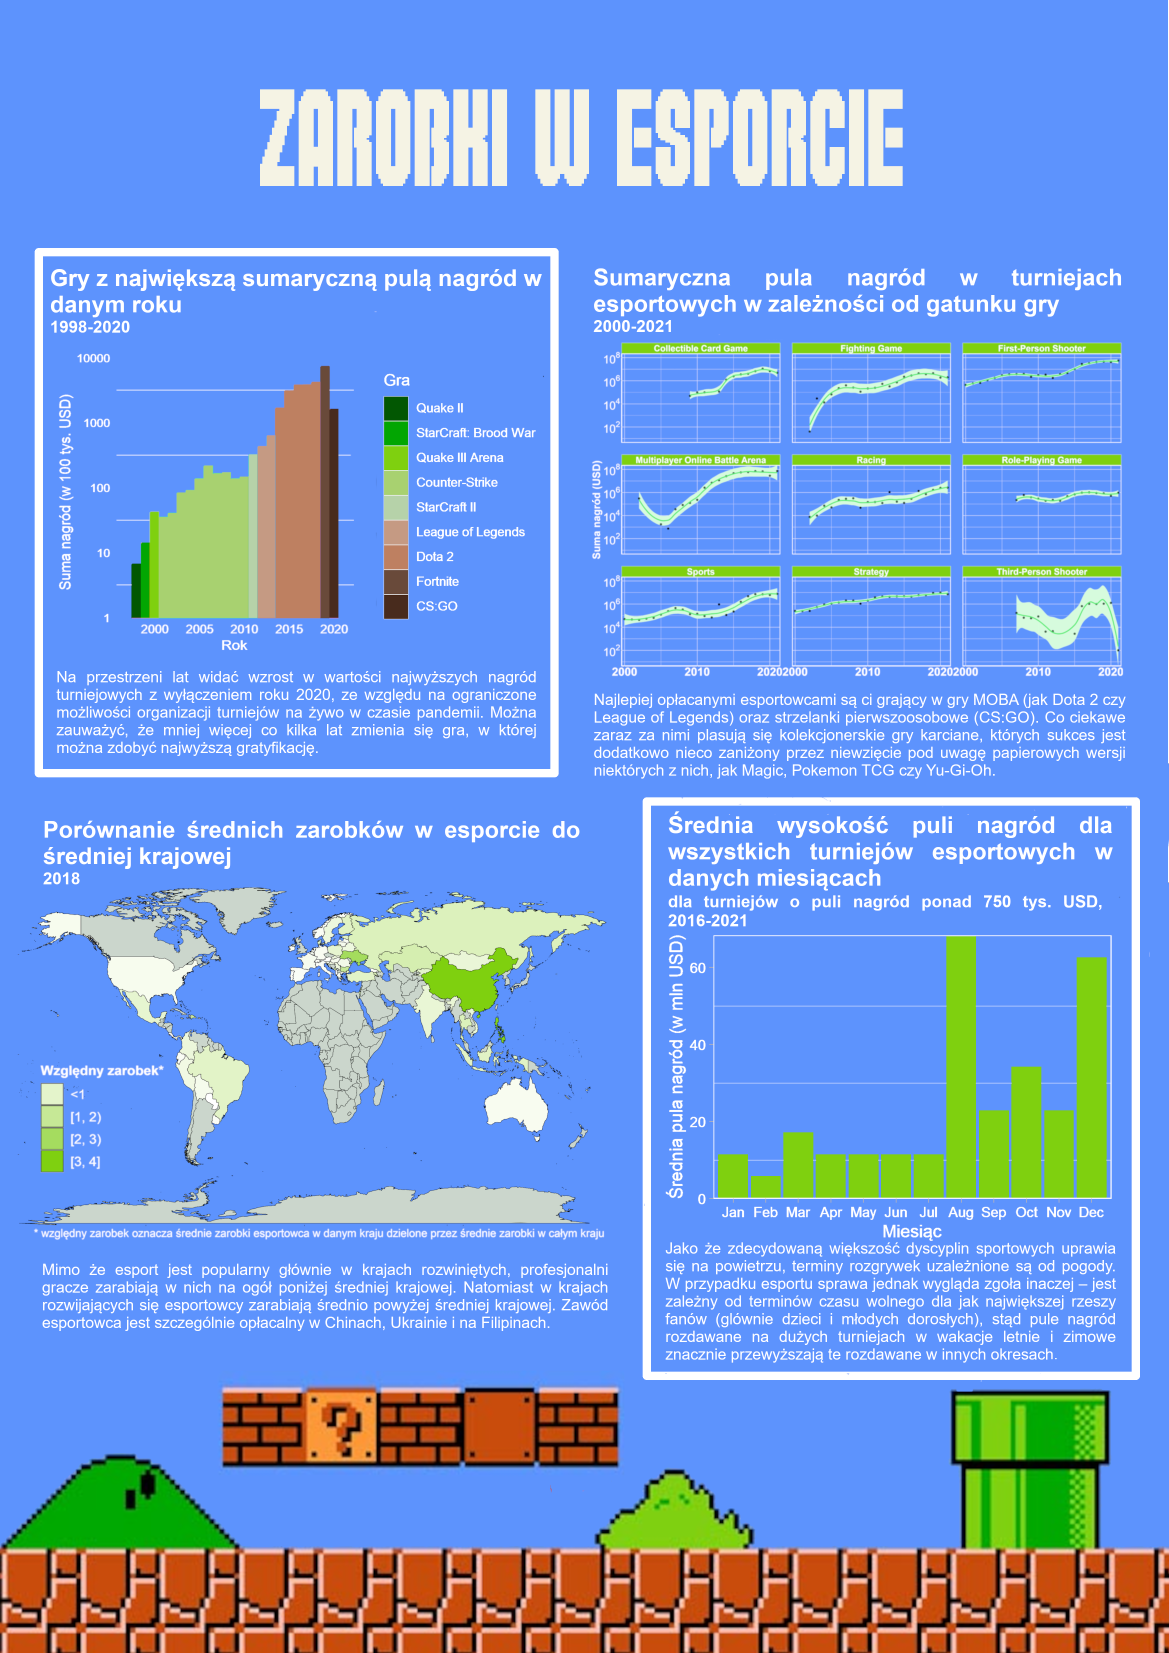 ZAROBKI W ESPORCIE
Gry z największą sumaryczną pulą nagród w
danym roku
1998-2020
Suma nagród (w 100 tys. USD)
10000
1000
100
10
1
2000 2005 2010 2015 2020
Rok
Gra
Quake II
StarCraft: Brood War
Quake III Arena
Counter-Strike
StarCraft II
League of Legends
Dota 2
Fortnite
CS:GO
Na przestrzeni lat widać wzrost w wartości najwyższych nagród
turniejowych z wyłączeniem roku 2020, ze względu na ograniczone
możliwości organizacji turniejów na żywo w czasie pandemii. Można
zauważyć, że mniej więcej co kilka lat zmienia się gra, w której
można zdobyć najwyższą gratyfikację.
Sumaryczna pula nagród w turniejach
esportowych w zależności od gatunku gry
2000-2021
Suma nagród (USD)
Collectible Card Game Fighting Game First-Person Shooter
10⁸
10⁶
10⁴
10²
Multiplayer Online Battle Arena Racing Role-Playing Game
10⁸
10⁶
10⁴
10²
Sports Strategy Third-Person Shooter
10⁸
10⁶
10⁴
10²
2000 2010 2020 2000 2010 2020 2000 2010 2020
Najlepiej opłacanymi esportowcami są ci grający w gry MOBA (jak Dota 2 czy
League of Legends) oraz strzelanki pierwszoosobowe (CS:GO). Co ciekawe
zaraz za nimi plasują się kolekcjonerskie gry karciane, których sukces jest
dodatkowo nieco zaniżony przez niewzięcie pod uwagę papierowych wersji
niektórych z nich, jak Magic, Pokemon TCG czy Yu-Gi-Oh.
Porównanie średnich zarobków w esporcie do
średniej krajowej
2018
Względny zarobek*
<1
[1, 2)
[2, 3)
[3, 4]
* względny zarobek oznacza średnie zarobki esportowca w danym kraju dzielone przez średnie zarobki w całym kraju
Mimo że esport jest popularny głównie w krajach rozwiniętych, profesjonalni
gracze zarabiają w nich na ogół poniżej średniej krajowej. Natomiast w krajach
rozwijających się esportowcy zarabiają średnio powyżej średniej krajowej. Zawód
esportowca jest szczególnie opłacalny w Chinach, Ukrainie i na Filipinach.
Średnia wysokość puli nagród dla
wszystkich turniejów esportowych w
danych miesiącach
dla turniejów o puli nagród ponad 750 tys. USD,
2016-2021
Średnia pula nagród (w mln USD)
60
40
20
0
Jan Feb Mar Apr May Jun Jul Aug Sep Oct Nov Dec
Miesiąc
Jako że zdecydowaną większość dyscyplin sportowych uprawia
się na powietrzu, terminy rozgrywek uzależnione są od pogody.
W przypadku esportu sprawa jednak wygląda zgoła inaczej – jest
zależny od terminów czasu wolnego dla jak największej rzeszy
fanów (głównie dzieci i młodych dorosłych), stąd pule nagród
rozdawane na dużych turniejach w wakacje letnie i zimowe
znacznie przewyższają te rozdawane w innych okresach.
?